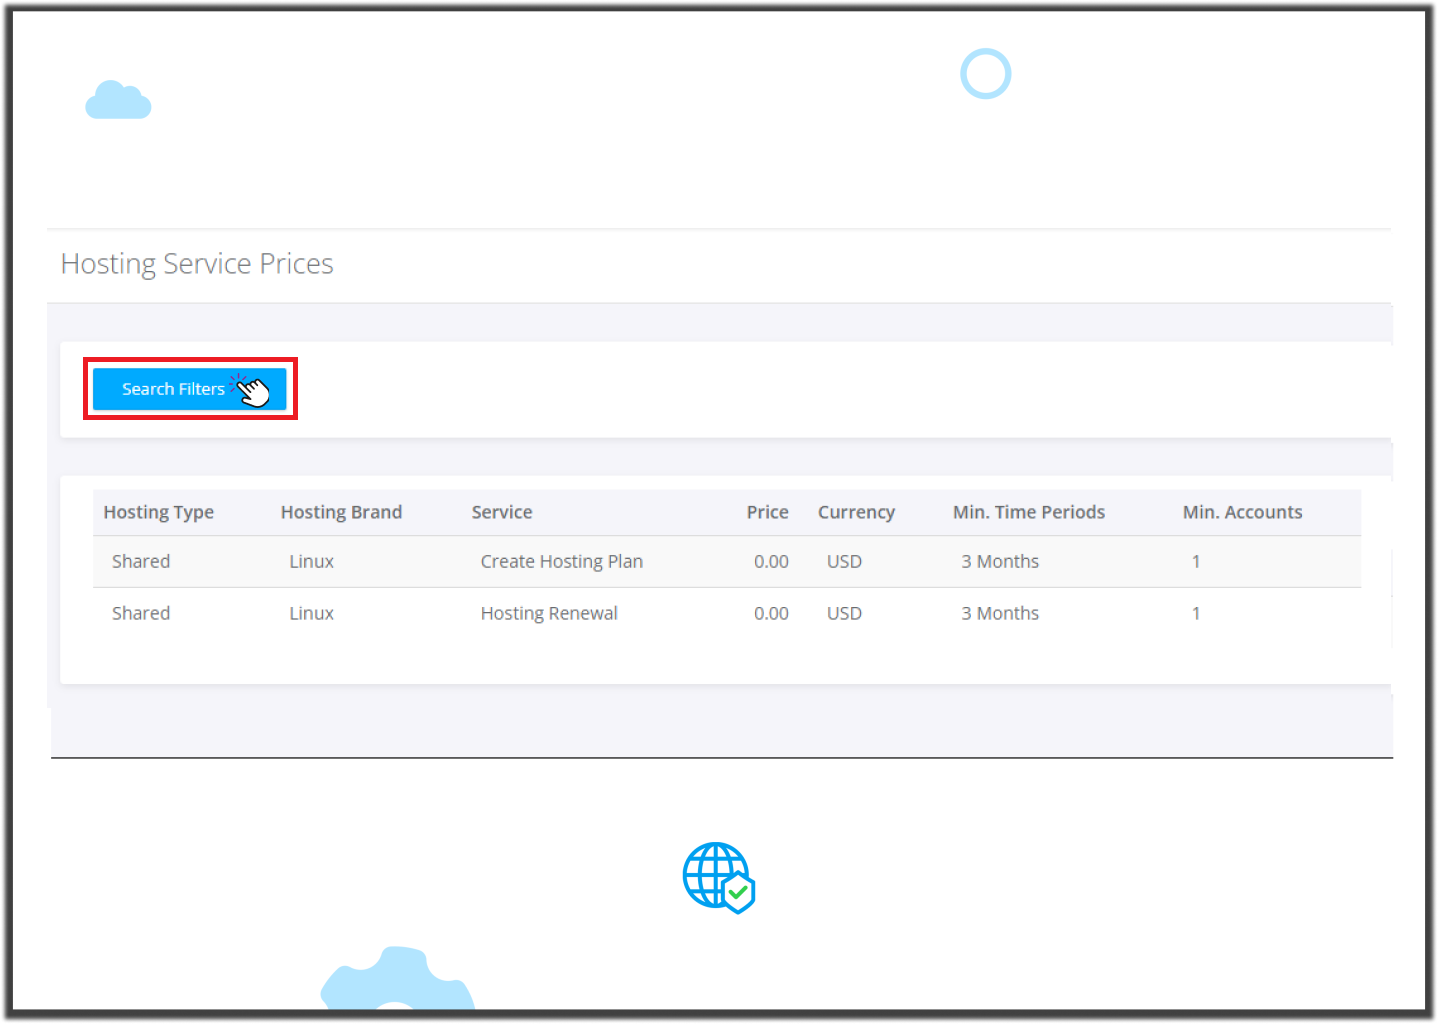 Hosting Service Prices
Search Filters
Hosting Type Hosting Brand Service Price Currency Min. Time Periods Min. Accounts
Shared Linux Create Hosting Plan 0.00 USD 3 Months 1
Shared Linux Hosting Renewal 0.00 USD 3 Months 1